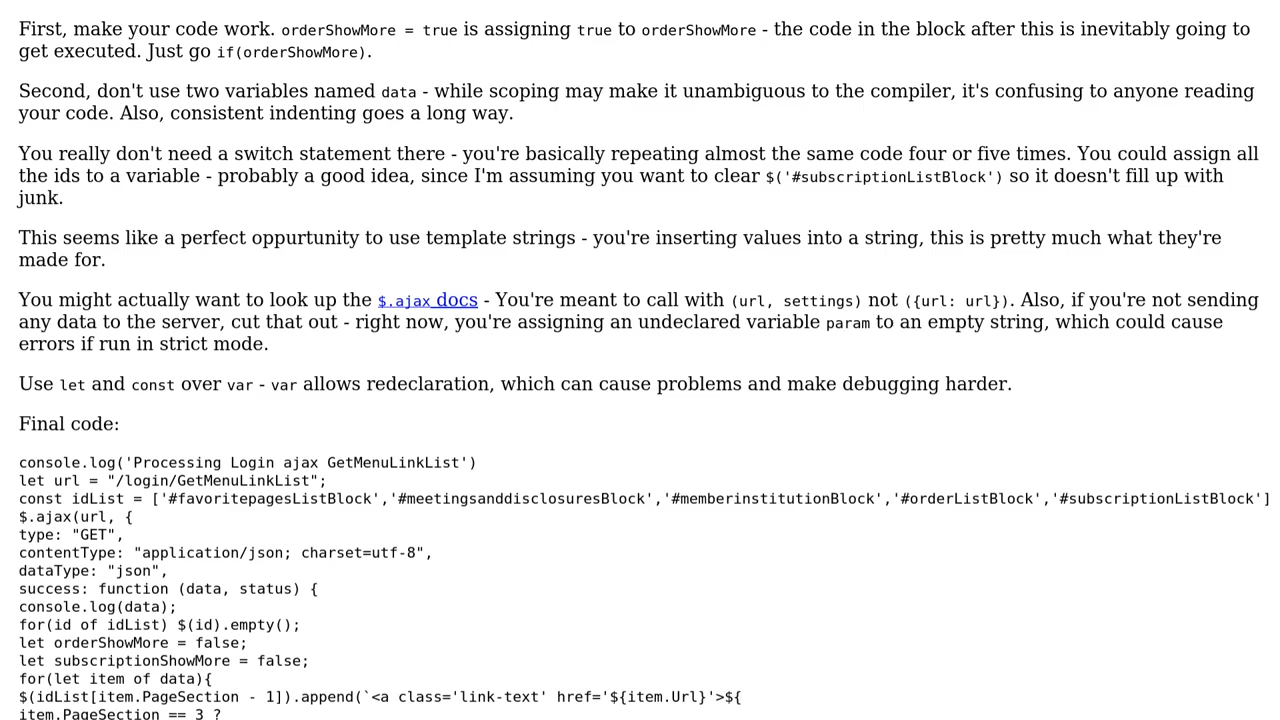 First, make your code work. orderShowMore = true is assigning true to orderShowMore - the code in the block after this is inevitably going to
get executed. Just go if(orderShowMore).
Second, don't use two variables named data - while scoping may make it unambiguous to the compiler, it's confusing to anyone reading
your code. Also, consistent indenting goes a long way.
You really don't need a switch statement there - you're basically repeating almost the same code four or five times. You could assign all
the ids to a variable - probably a good idea, since I'm assuming you want to clear $('#subscriptionListBlock') so it doesn't fill up with
junk.
This seems like a perfect oppurtunity to use template strings - you're inserting values into a string, this is pretty much what they're
made for.
You might actually want to look up the $.ajax docs - You're meant to call with (url, settings) not ({url: url}). Also, if you're not sending
any data to the server, cut that out - right now, you're assigning an undeclared variable param to an empty string, which could cause
errors if run in strict mode.
Use let and const over var - var allows redeclaration, which can cause problems and make debugging harder.
Final code:
console.log('Processing Login ajax GetMenuLinkList')
let url = "/login/GetMenuLinkList";
const idList = ['#favoritepagesListBlock','#meetingsanddisclosuresBlock','#memberinstitutionBlock','#orderListBlock','#subscriptionListBlock']
$.ajax(url, {
type: "GET",
contentType: "application/json; charset=utf-8",
dataType: "json",
success: function (data, status) {
console.log(data);
for(id of idList) $(id).empty();
let orderShowMore = false;
let subscriptionShowMore = false;
for(let item of data){
$(idList[item.PageSection - 1]).append(`<a class='link-text' href='${item.Url}'>${
item.PageSection == 3 ?